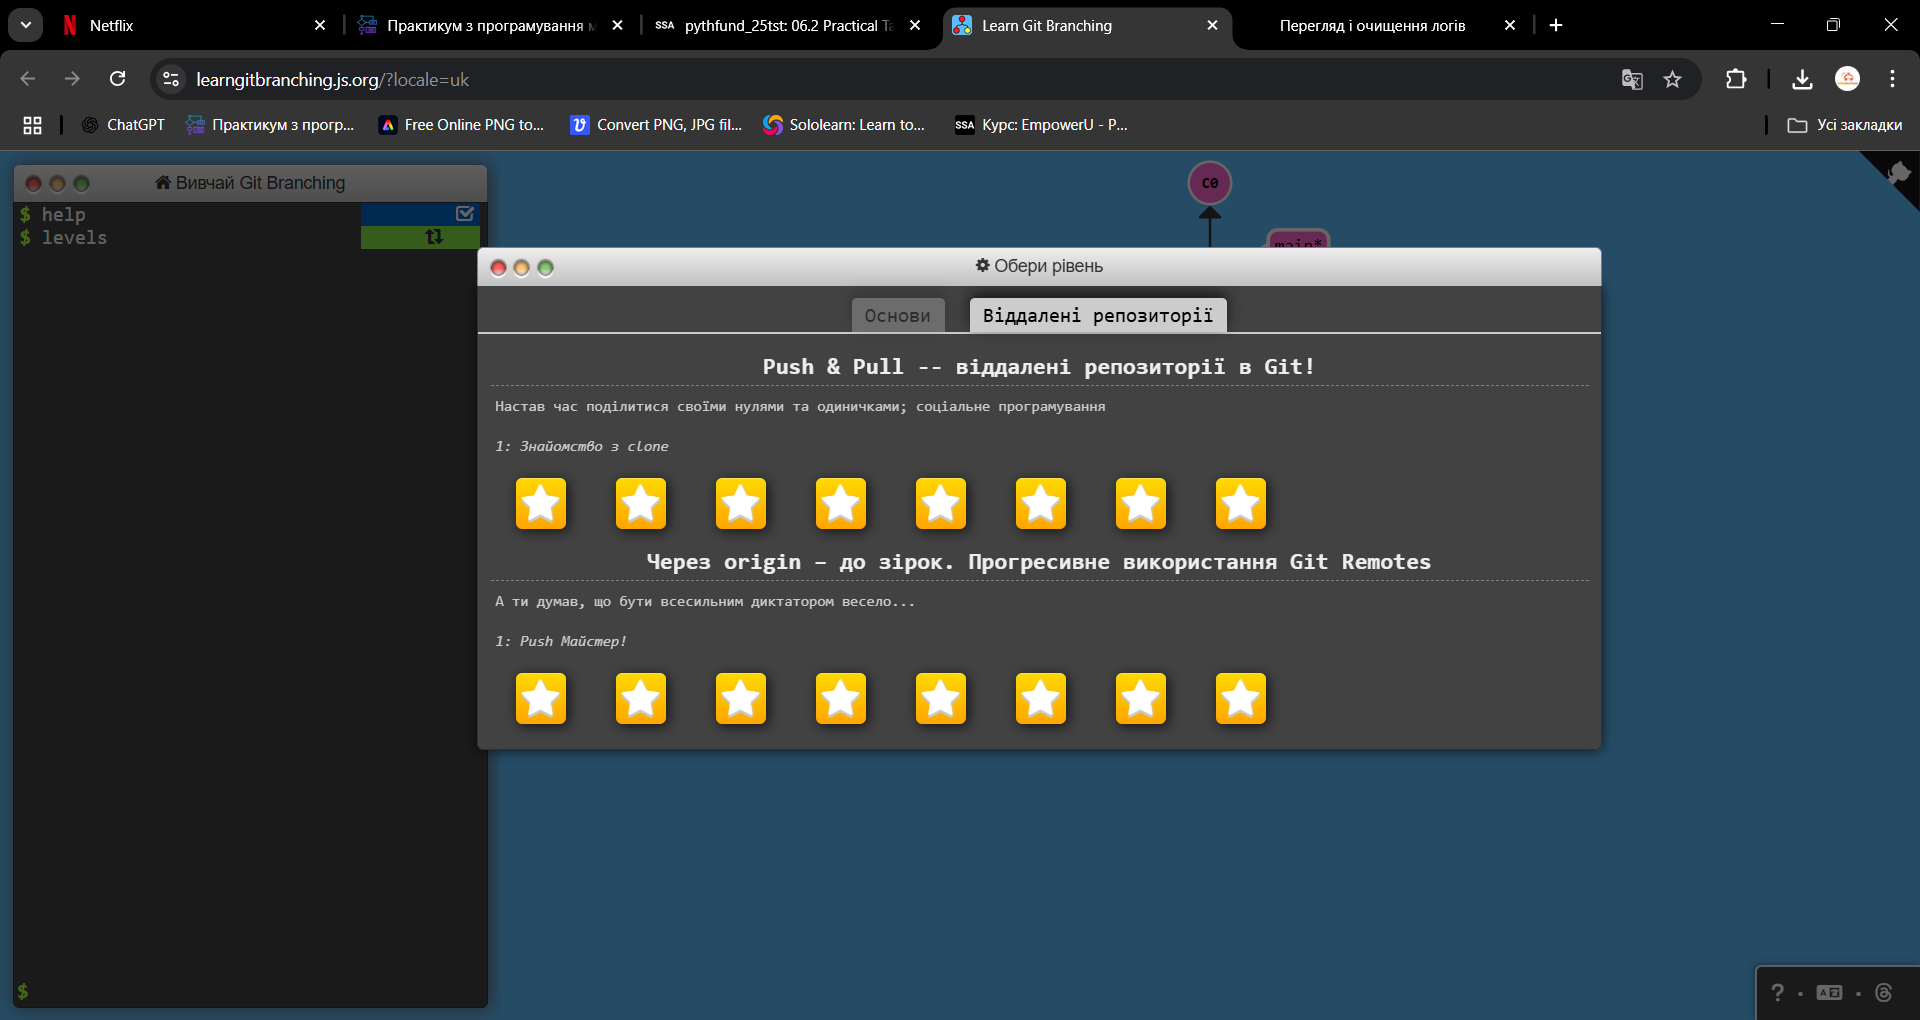 Netflix
Практикум з програмування м
pythfund_25tst: 06.2 Practical Ta
Learn Git Branching
Перегляд і очищення логів
learngitbranching.js.org/?locale=uk
ChatGPT
Практикум з прогр...
Free Online PNG to...
Convert PNG, JPG fil...
Sololearn: Learn to...
SSA Курс: EmpowerU - P...
Усі закладки
Вивчай Git Branching
$ help
$ levels
C0
main*
Обери рівень
Основи
Віддалені репозиторії
Push & Pull -- віддалені репозиторії в Git!
Настав час поділитися своїми нулями та одиничками; соціальне програмування
1: Знайомство з clone
Через origin – до зірок. Прогресивне використання Git Remotes
А ти думав, що бути всесильним диктатором весело...
1: Push Майстер!
$